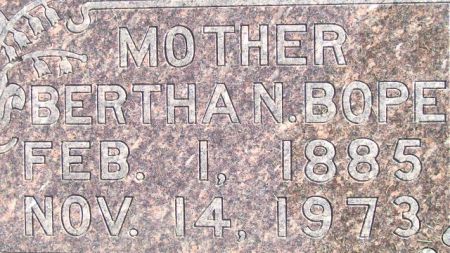 MOTHER
BERTHA N. BOPE
FEB. 1, 1885
NOV. 14, 1973